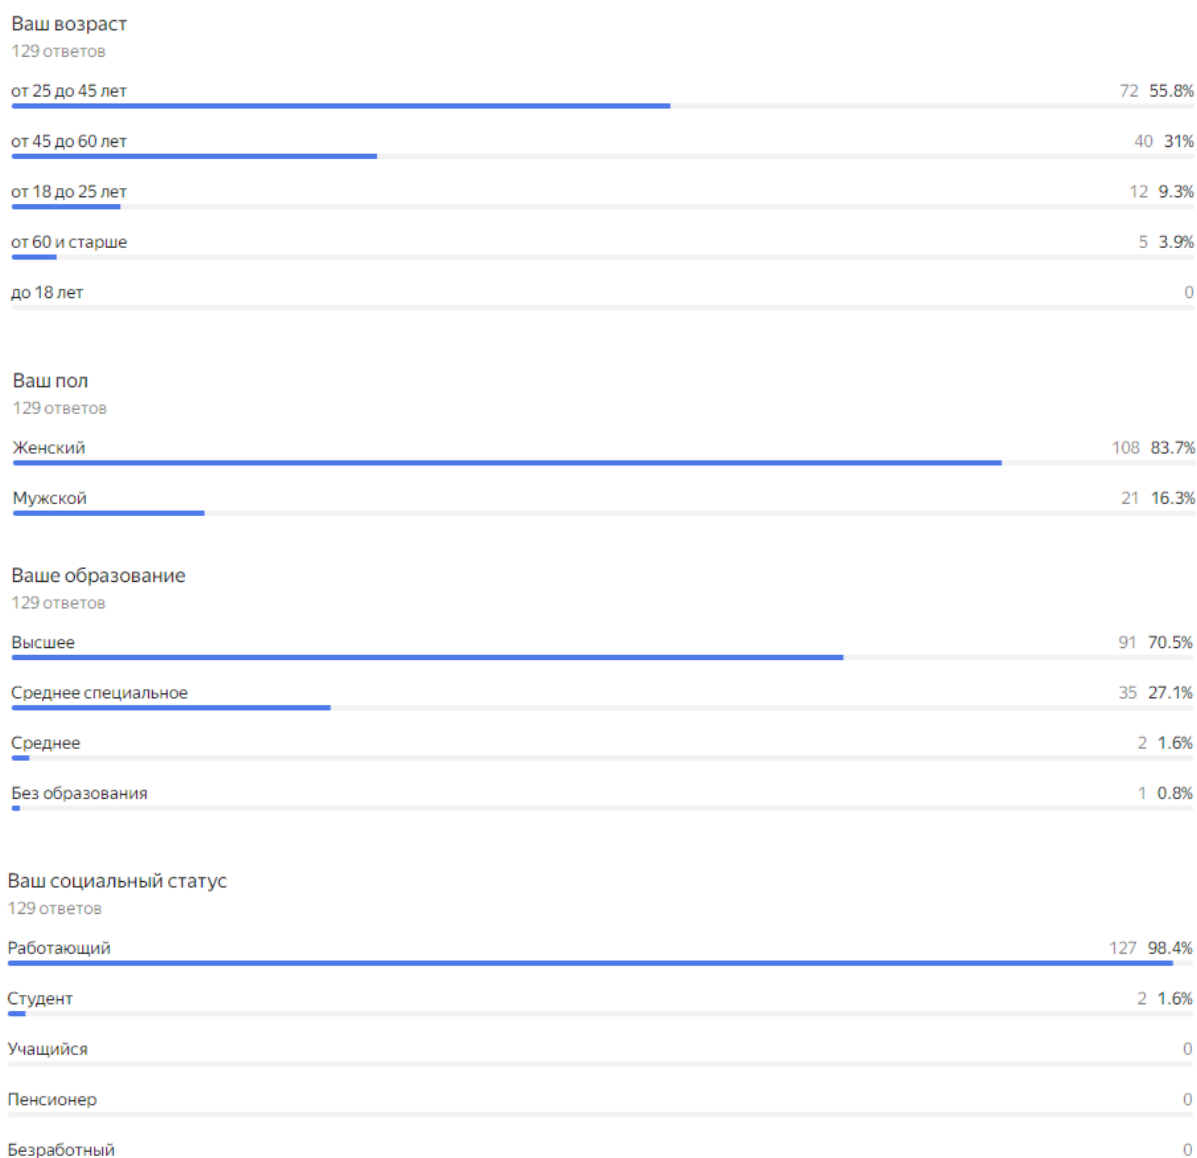 Ваш возраст
129 ответов
от 25 до 45 лет 72 55.8%
от 45 до 60 лет 40 31%
от 18 до 25 лет 12 9.3%
от 60 и старше 5 3.9%
до 18 лет 0
Ваш пол
129 ответов
Женский 108 83.7%
Мужской 21 16.3%
Ваше образование
129 ответов
Высшее 91 70.5%
Среднее специальное 35 27.1%
Среднее 2 1.6%
Без образования 1 0.8%
Ваш социальный статус
129 ответов
Работающий 127 98.4%
Студент 2 1.6%
Учащийся 0
Пенсионер 0
Безработный 0